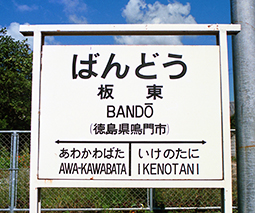 ばんどう
板東
BANDŌ
(徳島県鳴門市)
あわかわばた いけのたに
AWA-KAWABATA IKENOTANI